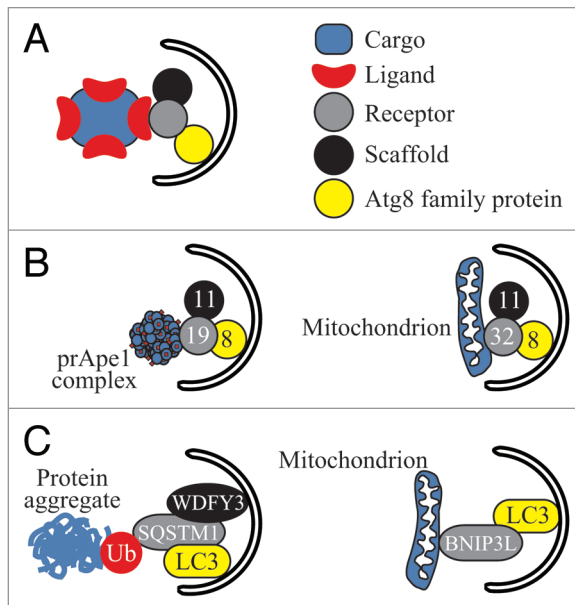 A
Cargo
Ligand
Receptor
Scaffold
Atg8 family protein
B
11
19
8
prApe1
complex
Mitochondrion
11
32
8
C
Protein
aggregate
Ub
WDFY3
SQSTM1
LC3
Mitochondrion
LC3
BNIP3L